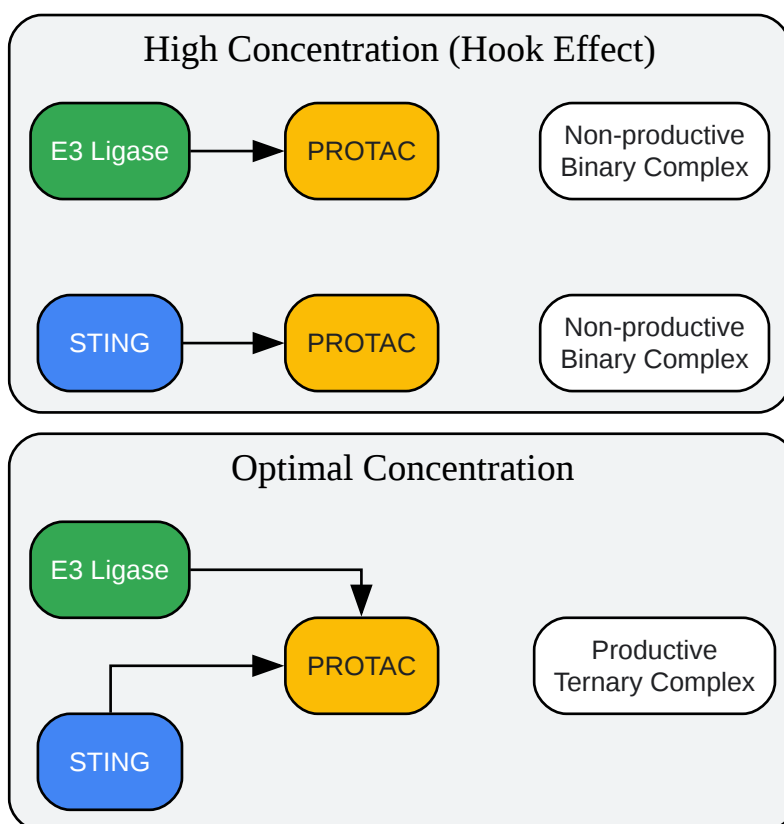 High Concentration (Hook Effect)
E3 Ligase
PROTAC
Non-productive
Binary Complex
STING
PROTAC
Non-productive
Binary Complex
Optimal Concentration
E3 Ligase
PROTAC
Productive
Ternary Complex
STING